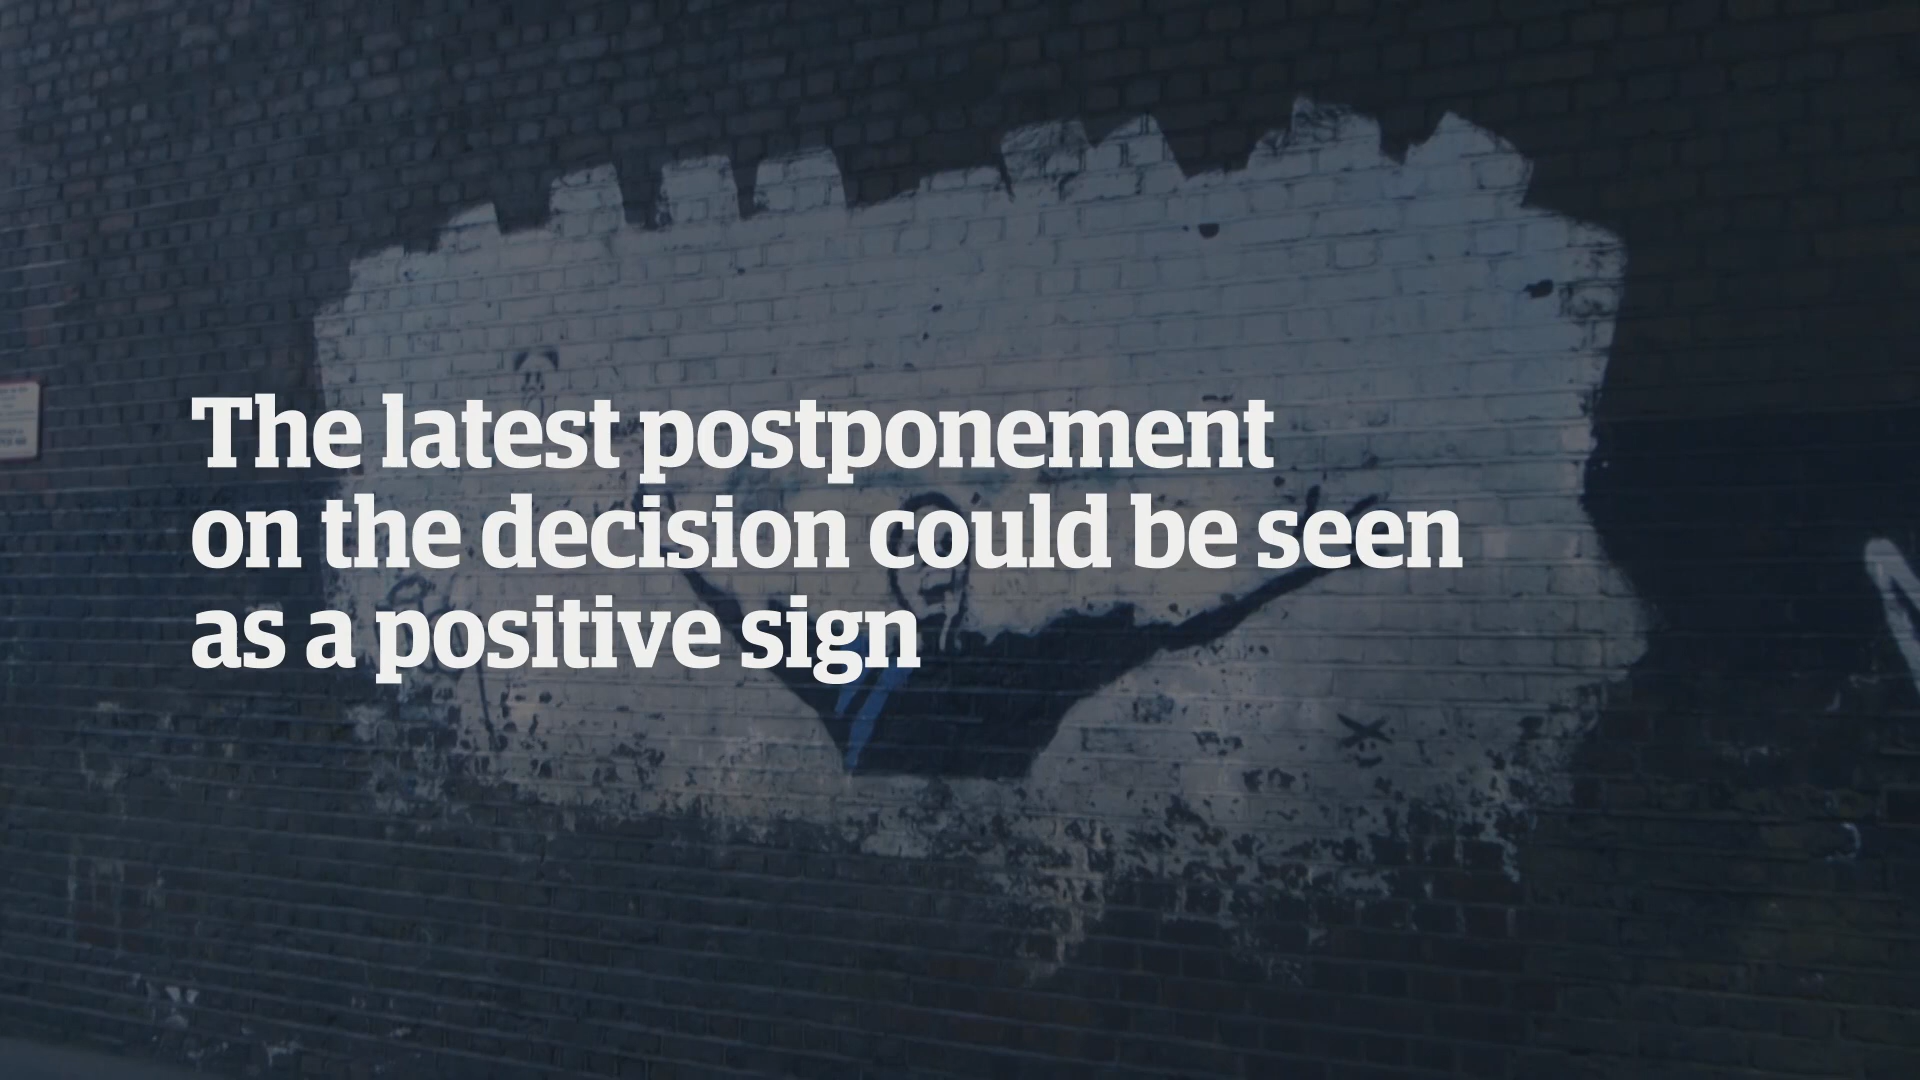 The latest postponement
on the decision could be seen
as a positive sign